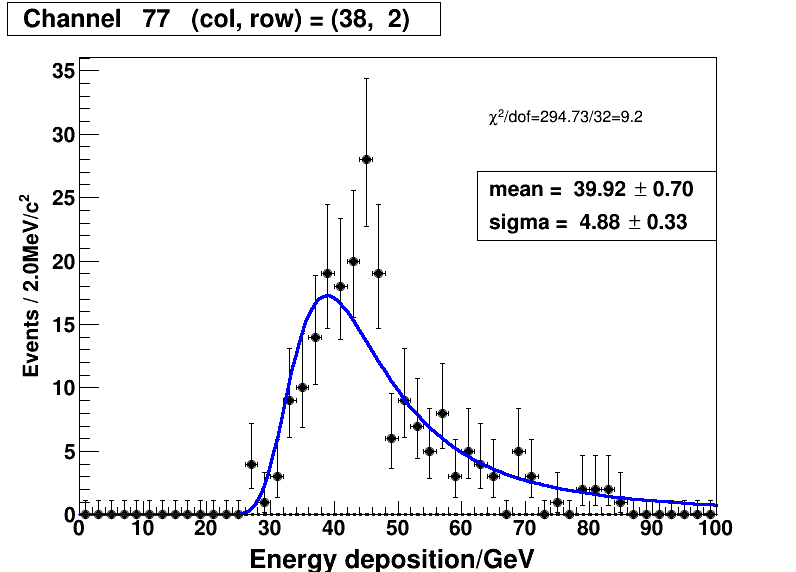 Channel 77 (col, row) = (38, 2)
χ²/dof=294.73/32=9.2
mean = 39.92 ± 0.70
sigma = 4.88 ± 0.33
Events / 2.0MeV/c²
35
30
25
20
15
10
5
0
0 10 20 30 40 50 60 70 80 90 100
Energy deposition/GeV